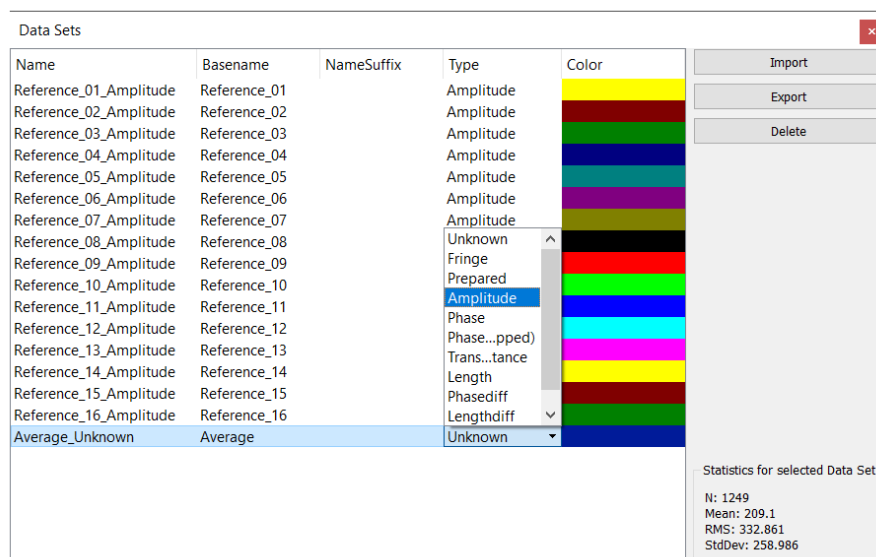 Data Sets
Name Basename NameSuffix Type Color
Reference_01_Amplitude Reference_01 Amplitude
Reference_02_Amplitude Reference_02 Amplitude
Reference_03_Amplitude Reference_03 Amplitude
Reference_04_Amplitude Reference_04 Amplitude
Reference_05_Amplitude Reference_05 Amplitude
Reference_06_Amplitude Reference_06 Amplitude
Reference_07_Amplitude Reference_07 Amplitude
Reference_08_Amplitude Reference_08
Reference_09_Amplitude Reference_09
Reference_10_Amplitude Reference_10
Reference_11_Amplitude Reference_11
Reference_12_Amplitude Reference_12
Reference_13_Amplitude Reference_13
Reference_14_Amplitude Reference_14
Reference_15_Amplitude Reference_15
Reference_16_Amplitude Reference_16
Average_Unknown Average Unknown
Unknown
Fringe
Prepared
Amplitude
Phase
Phase...pped)
Trans...tance
Length
Phasediff
Lengthdiff
Import
Export
Delete
Statistics for selected Data Set
N: 1249
Mean: 209.1
RMS: 332.861
StdDev: 258.986